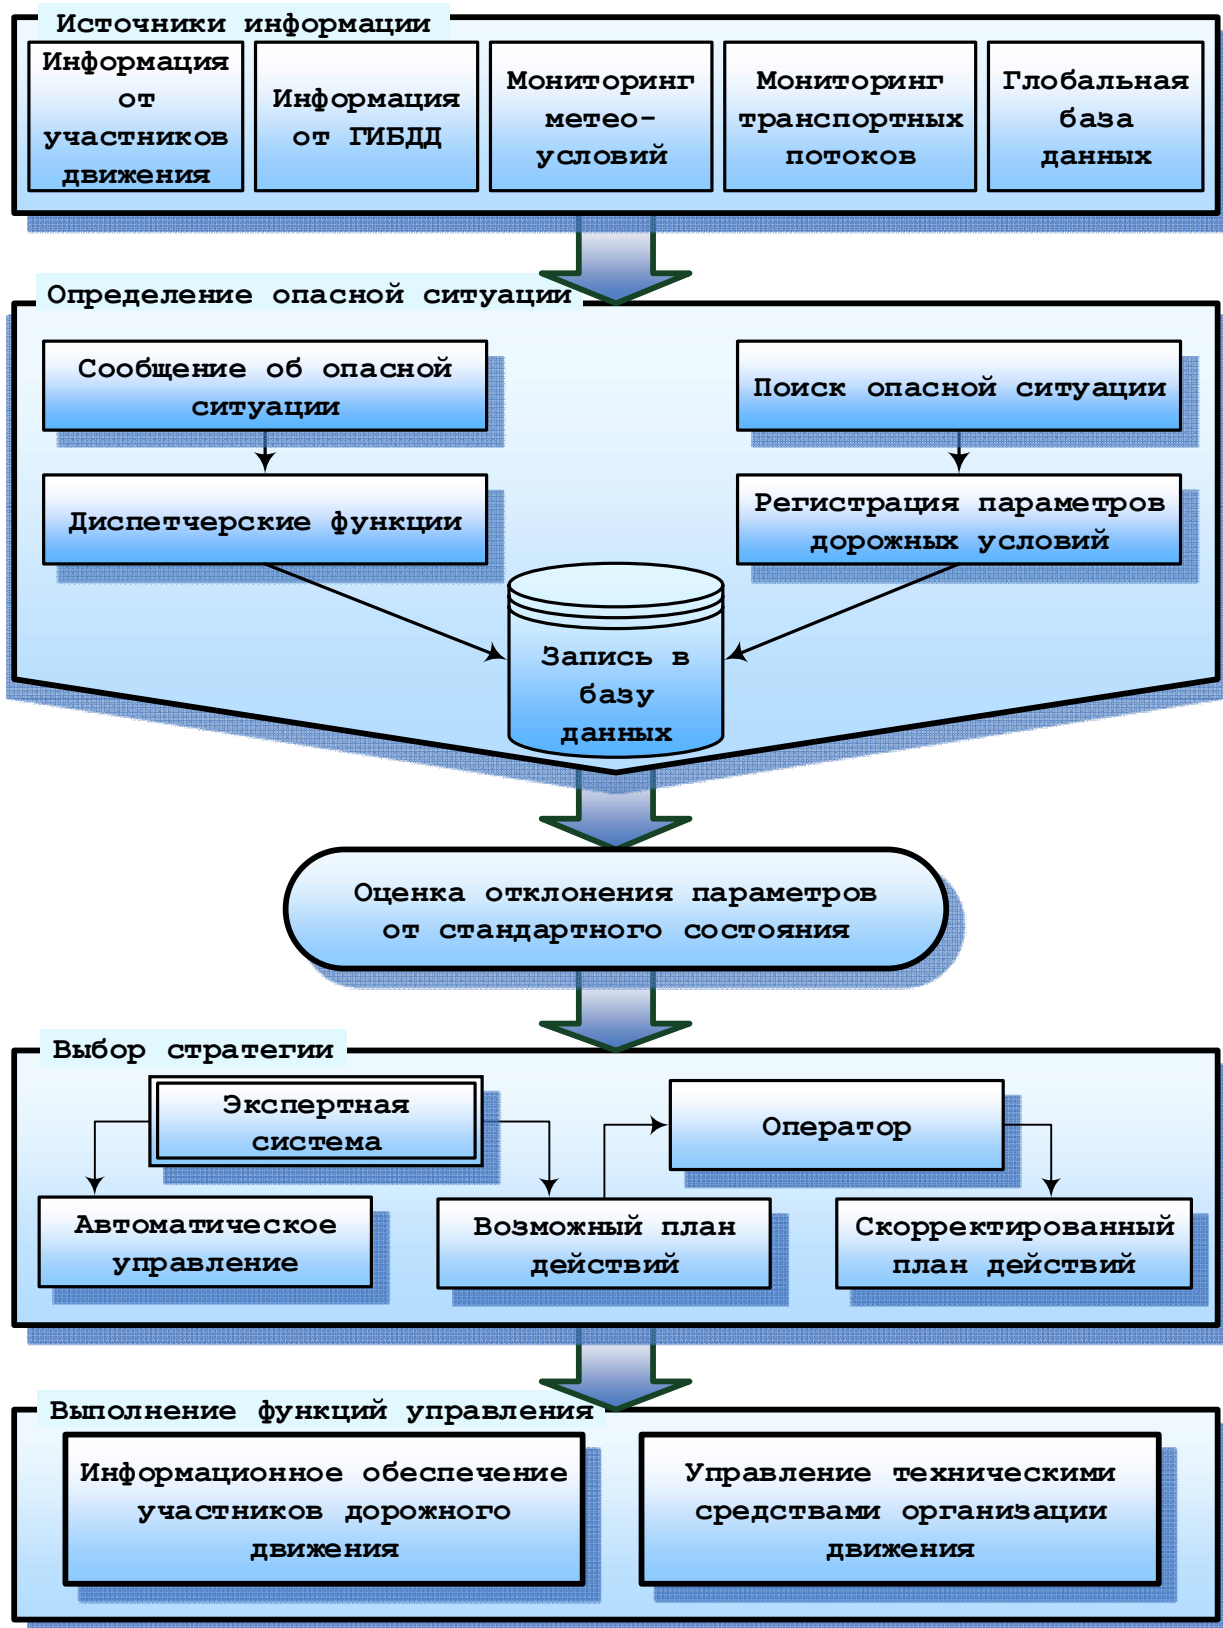 Источники информации
Информация
от
участников
движения
Информация
от ГИБДД
Мониторинг
метео-
условий
Мониторинг
транспортных
потоков
Глобальная
база
данных
Определение опасной ситуации
Сообщение об опасной
ситуации
Поиск опасной ситуации
Диспетчерские функции
Регистрация параметров
дорожных условий
Запись в
базу
данных
Оценка отклонения параметров
от стандартного состояния
Выбор стратегии
Экспертная
система
Оператор
Автоматическое
управление
Возможный план
действий
Скорректированный
план действий
Выполнение функций управления
Информационное обеспечение
участников дорожного
движения
Управление техническими
средствами организации
движения